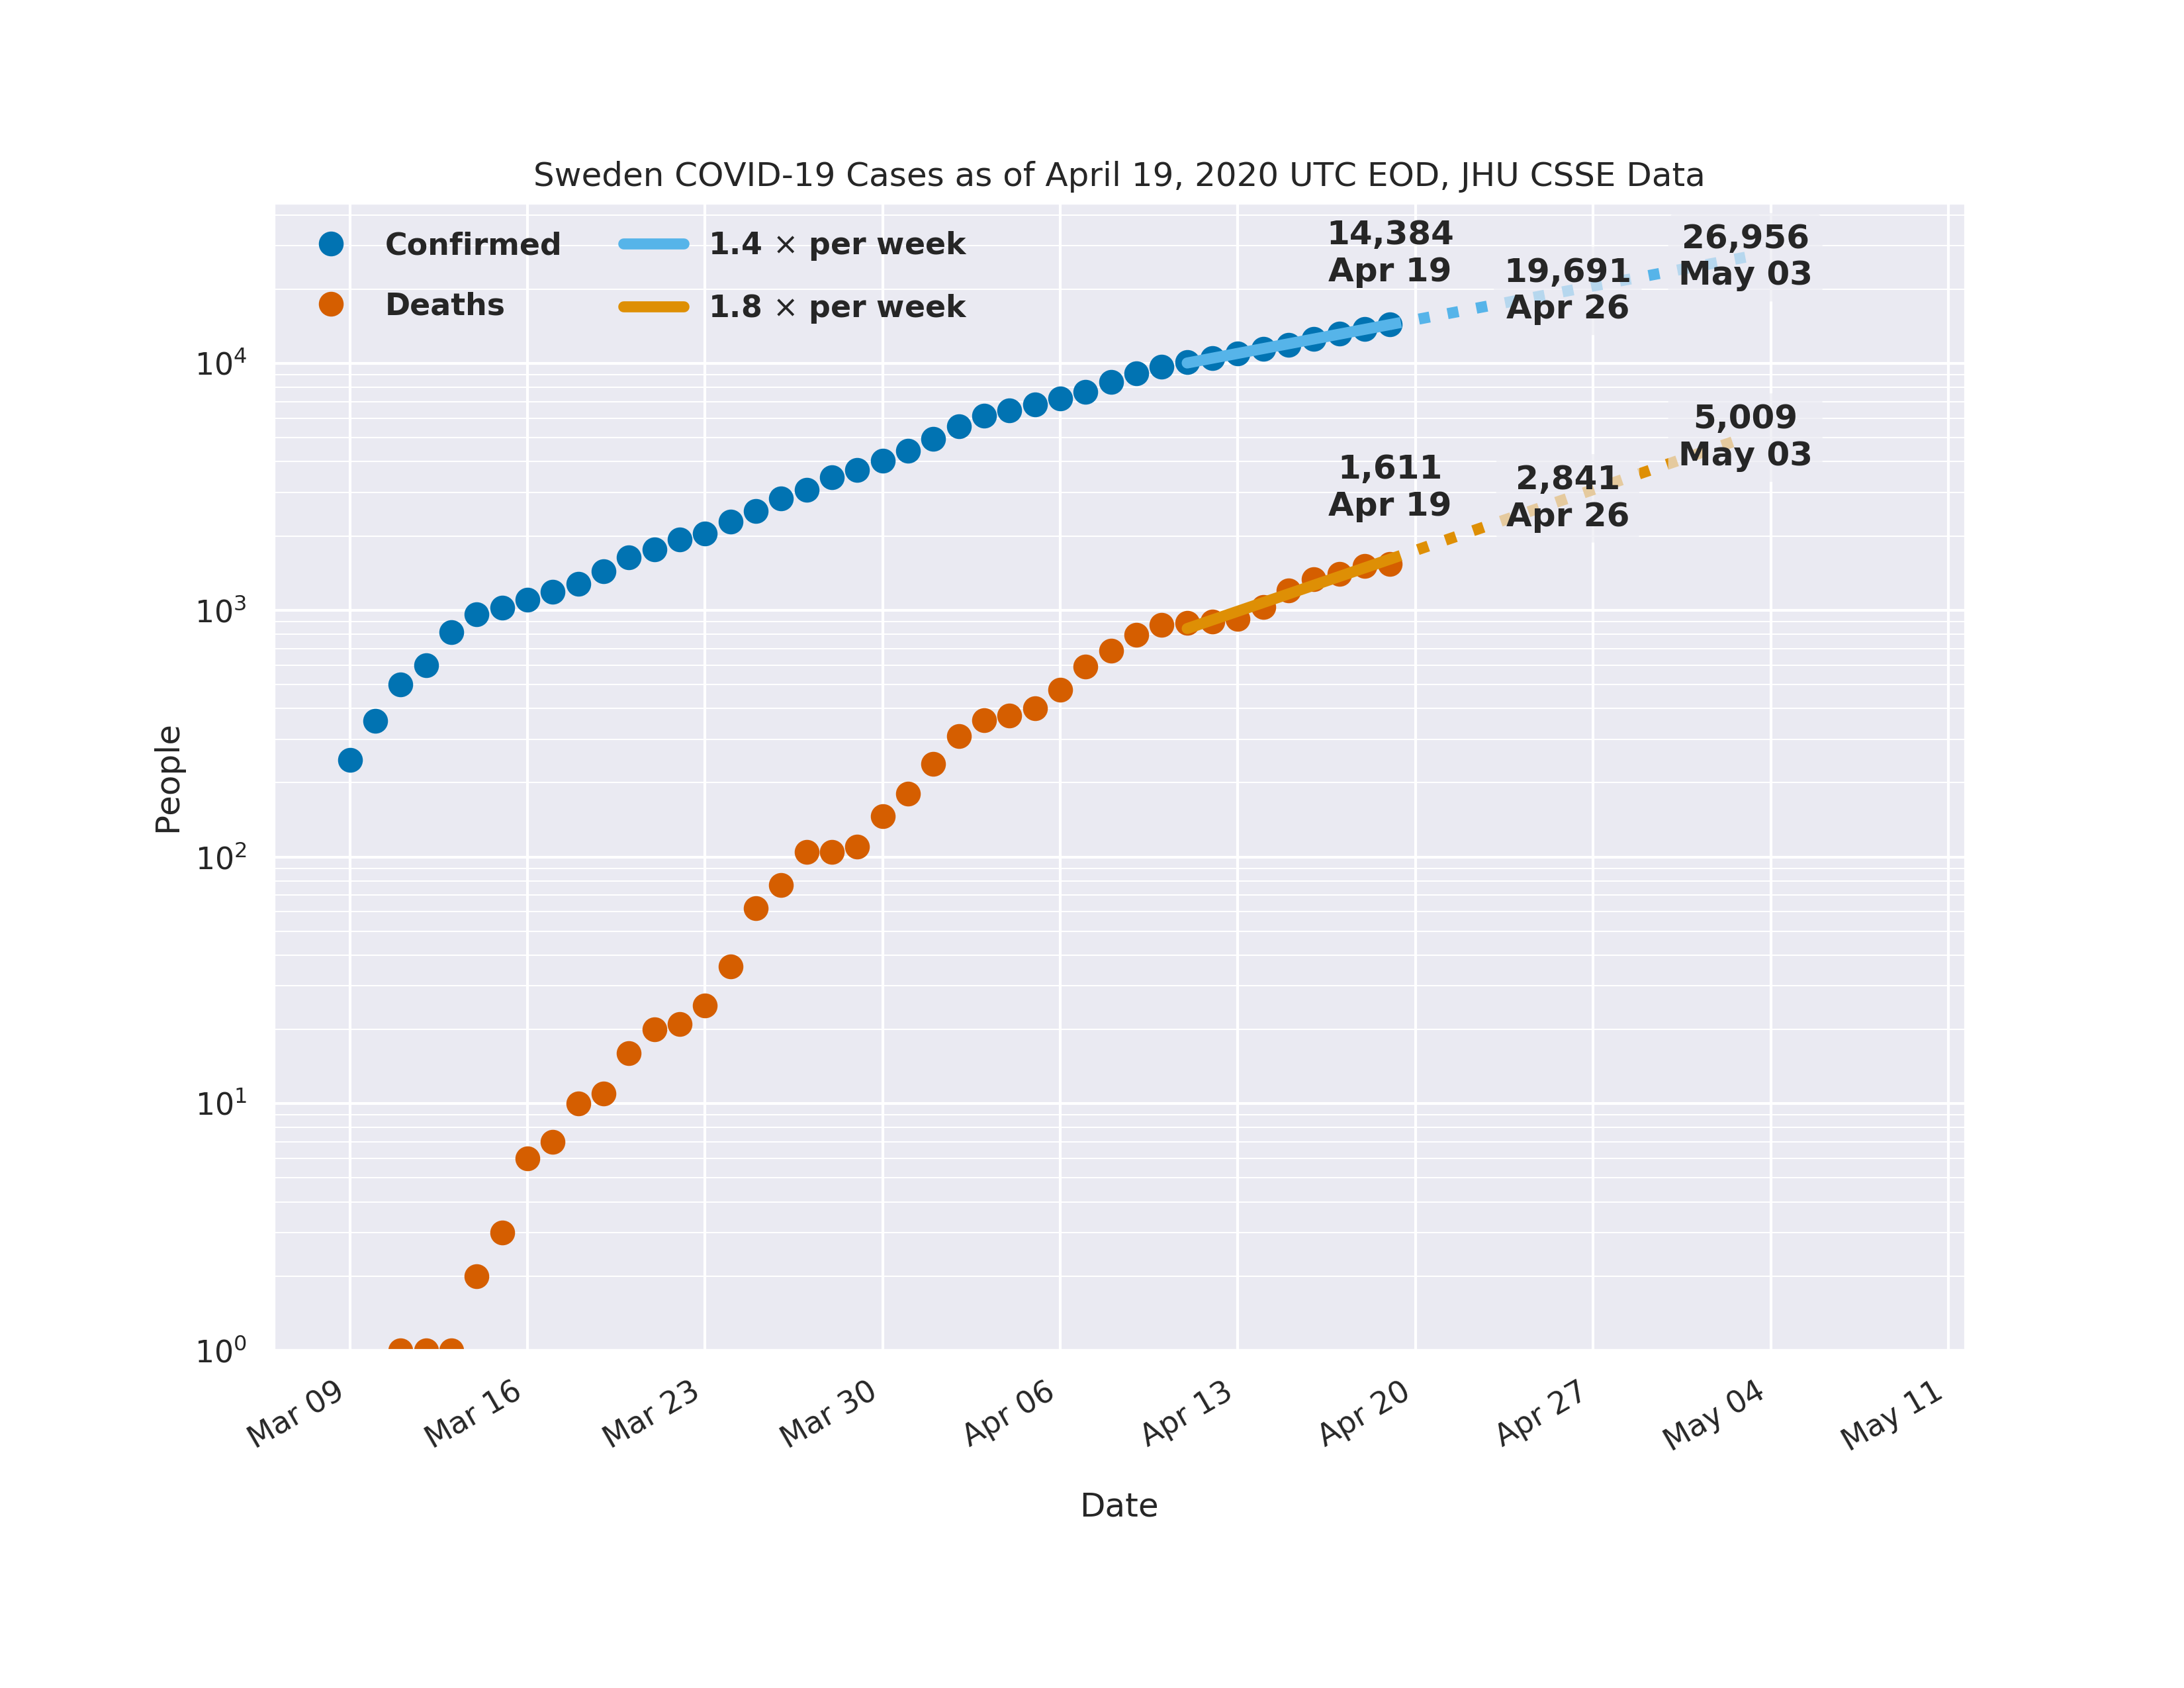 Sweden COVID-19 Cases as of April 19, 2020 UTC EOD, JHU CSSE Data
Confirmed
Deaths
1.4 × per week
1.8 × per week
14,384
Apr 19
19,691
Apr 26
26,956
May 03
1,611
Apr 19
2,841
Apr 26
5,009
May 03
People
10⁴
10³
10²
10¹
10⁰
Mar 09
Mar 16
Mar 23
Mar 30
Apr 06
Apr 13
Apr 20
Apr 27
May 04
May 11
Date